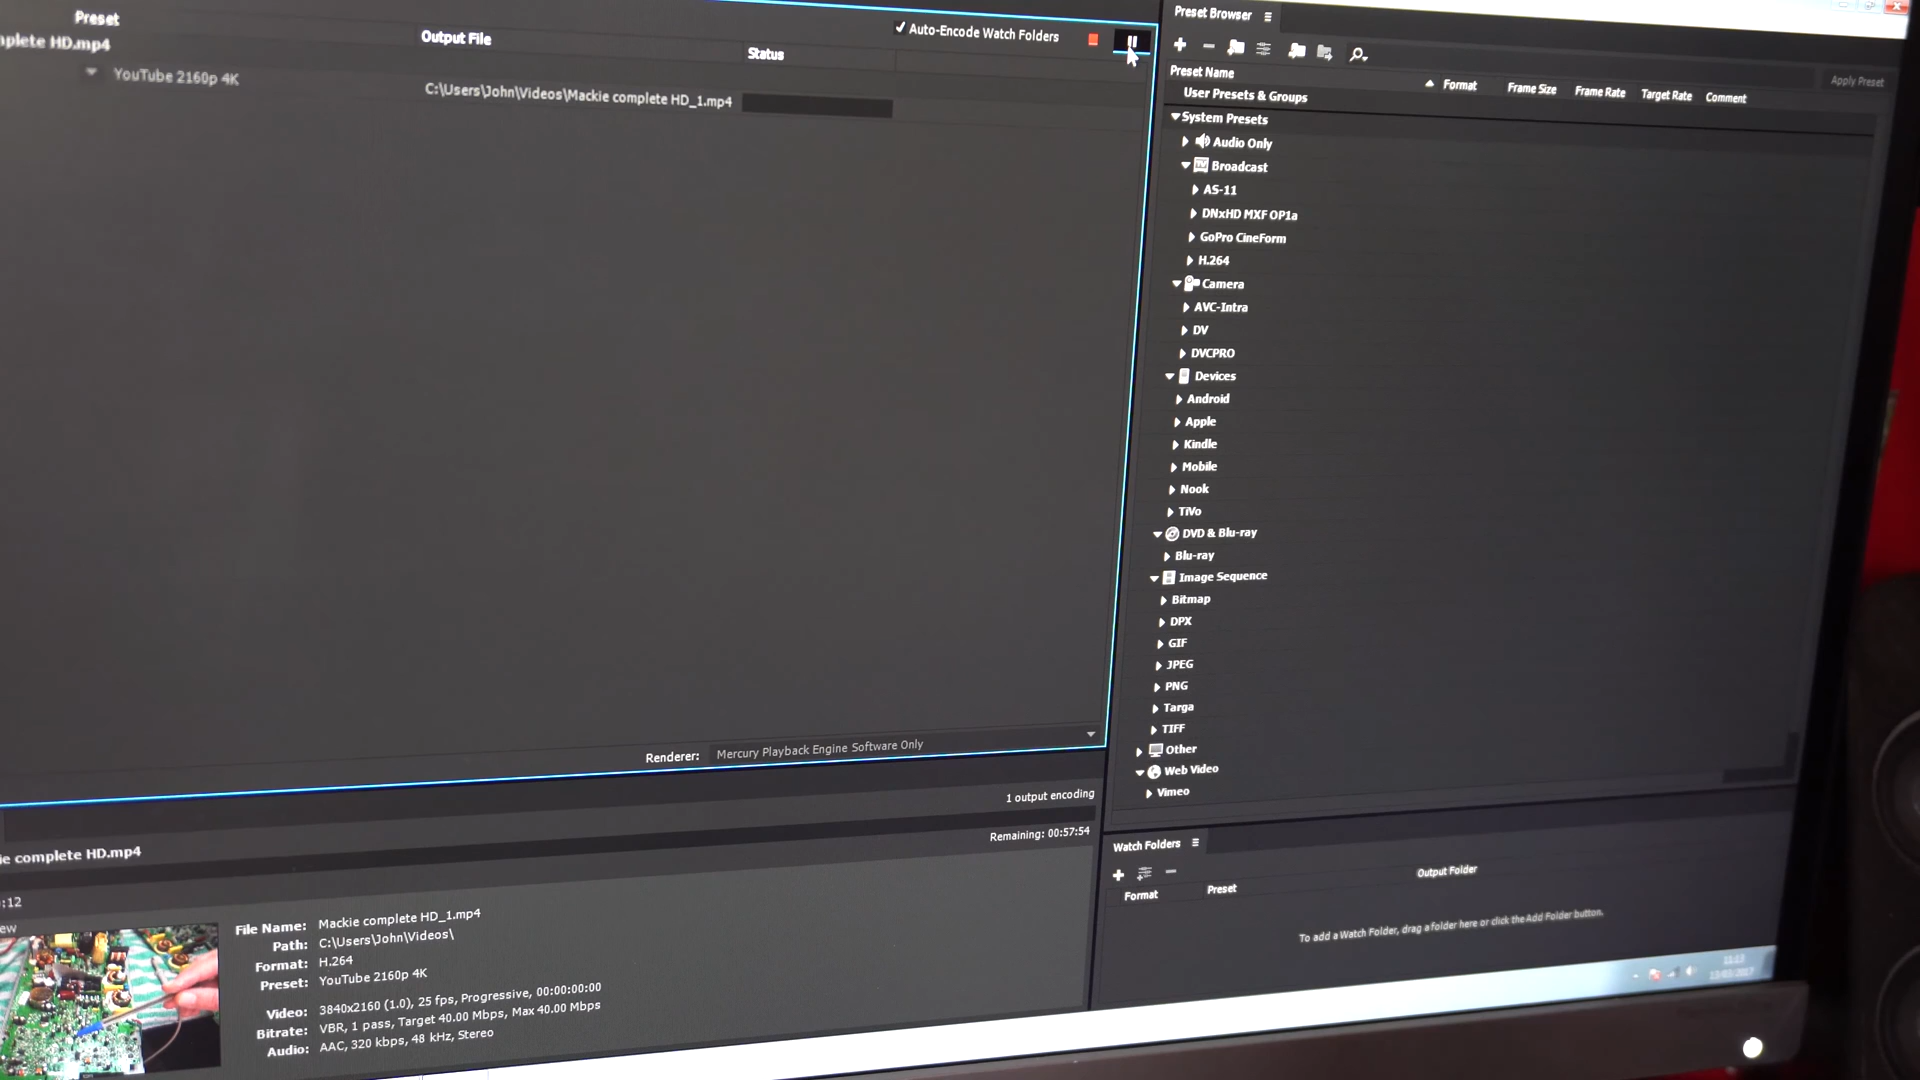 Preset
Output File
Status
Auto-Encode Watch Folders
nplete HD.mp4
YouTube 2160p 4K
C:\Users\John\Videos\Mackie complete HD_1.mp4
Renderer: Mercury Playback Engine Software Only
1 output encoding
Remaining: 00:57:54
ie complete HD.mp4
:12
ew
File Name: Mackie complete HD_1.mp4
Path: C:\Users\John\Videos\
Format: H.264
Preset: YouTube 2160p 4K
Video: 3840x2160 (1.0), 25 fps, Progressive, 00:00:00:00
Bitrate: VBR, 1 pass, Target 40.00 Mbps, Max 40.00 Mbps
Audio: AAC, 320 kbps, 48 kHz, Stereo
Preset Browser
Apply Preset
Preset Name Format Frame Size Frame Rate Target Rate Comment
User Presets & Groups
System Presets
Audio Only
Broadcast
AS-11
DNxHD MXF OP1a
GoPro CineForm
H.264
Camera
AVC-Intra
DV
DVCPRO
Devices
Android
Apple
Kindle
Mobile
Nook
TiVo
DVD & Blu-ray
Blu-ray
Image Sequence
Bitmap
DPX
GIF
JPEG
PNG
Targa
TIFF
Other
Web Video
Vimeo
Watch Folders
Format Preset Output Folder
To add a Watch Folder, drag a folder here or click the Add Folder button.
11:13